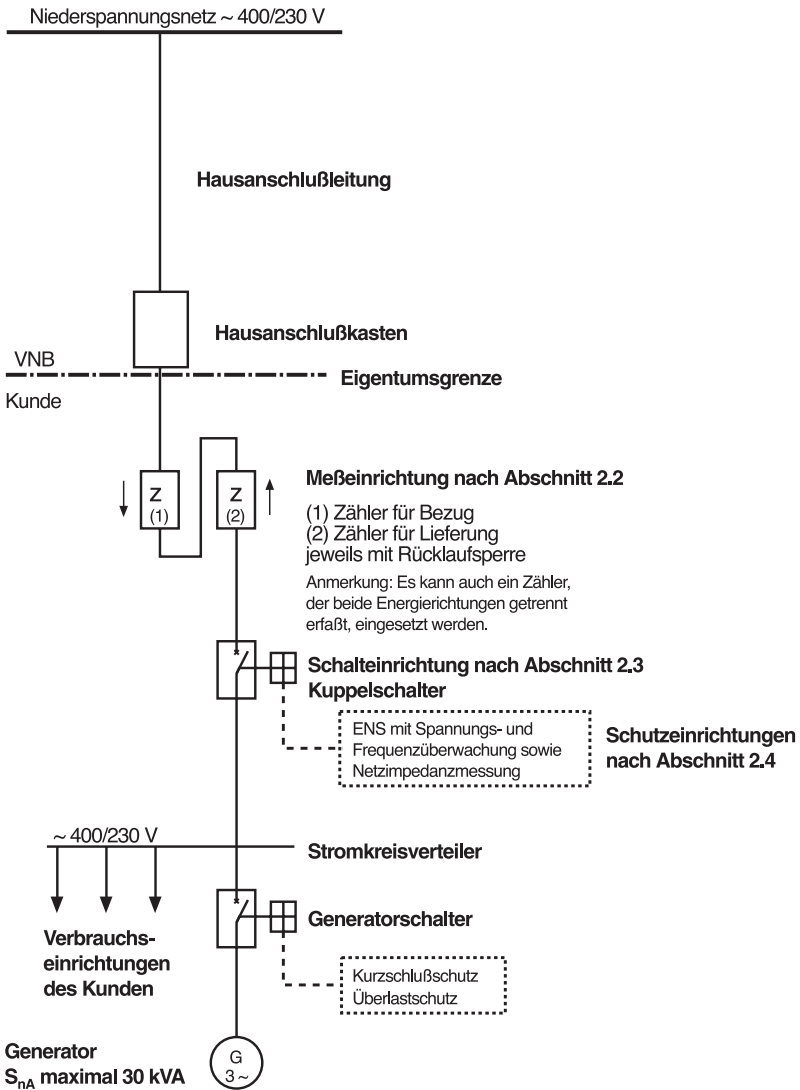 Niederspannungsnetz ~ 400/230 V
Hausanschlußleitung
Hausanschlußkasten
VNB
Eigentumsgrenze
Kunde
Meßeinrichtung nach Abschnitt 2.2
Z
(1)
Z
(2)
(1) Zähler für Bezug
(2) Zähler für Lieferung
jeweils mit Rücklaufsperre
Anmerkung: Es kann auch ein Zähler,
der beide Energierichtungen getrennt
erfaßt, eingesetzt werden.
Schalteinrichtung nach Abschnitt 2.3
Kuppelschalter
ENS mit Spannungs- und
Frequenzüberwachung sowie
Netzimpedanzmessung
Schutzeinrichtungen
nach Abschnitt 2.4
~ 400/230 V
Stromkreisverteiler
Generatorschalter
Verbrauchs-
einrichtungen
des Kunden
Kurzschlußschutz
Überlastschutz
Generator
SnA maximal 30 kVA
G
3 ~